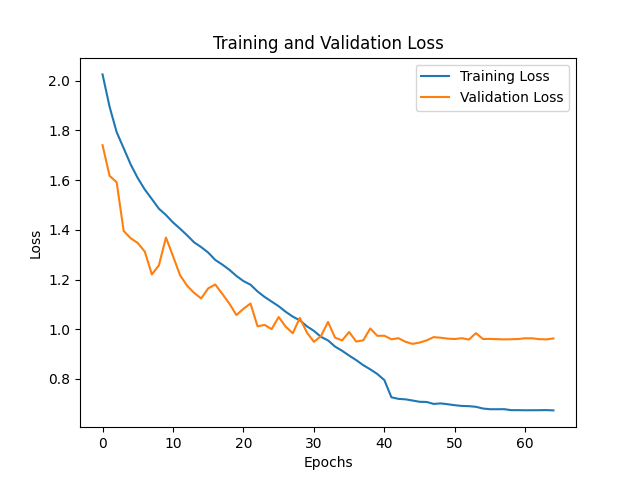 Training and Validation Loss
Training Loss
Validation Loss
2.0
1.8
1.6
1.4
1.2
1.0
0.8
Loss
0 10 20 30 40 50 60
Epochs